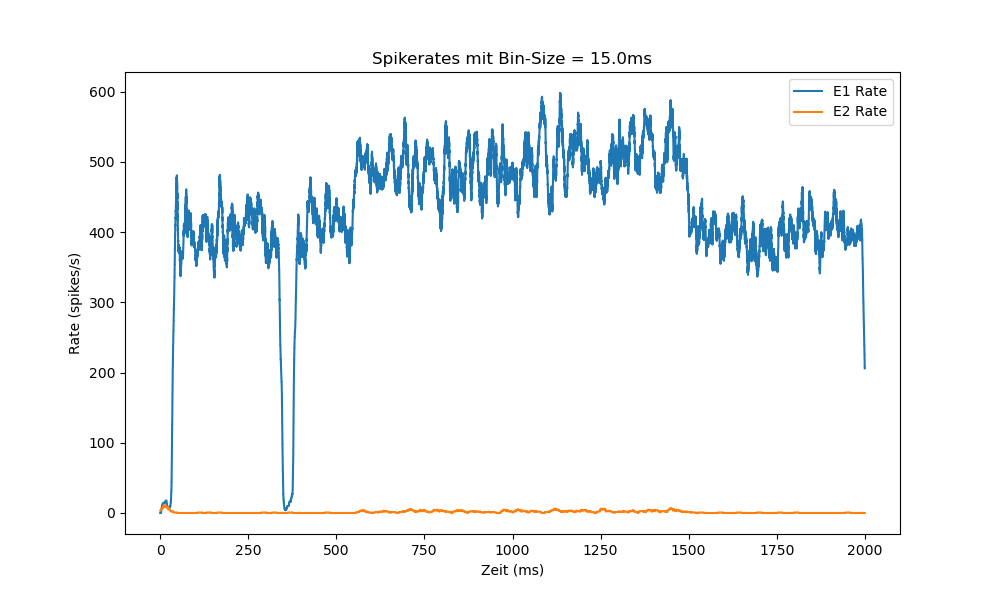 Spikerates mit Bin-Size = 15.0ms
E1 Rate
E2 Rate
600
500
400
300
200
100
0
Rate (spikes/s)
0 250 500 750 1000 1250 1500 1750 2000
Zeit (ms)